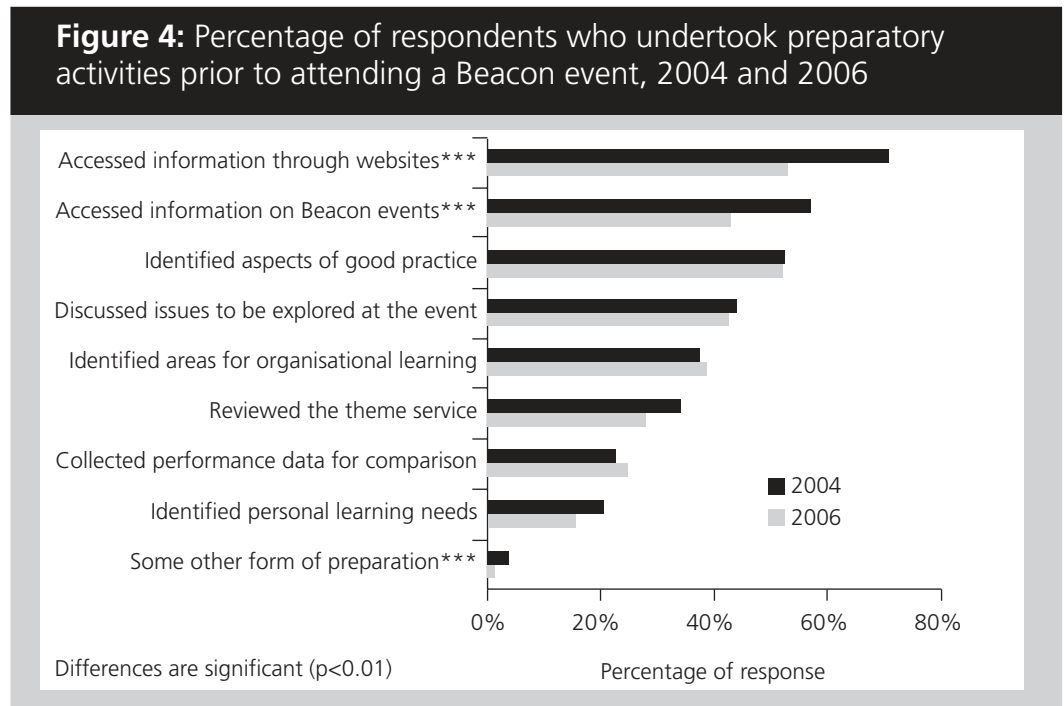 Figure 4: Percentage of respondents who undertook preparatory
activities prior to attending a Beacon event, 2004 and 2006
Accessed information through websites***
Accessed information on Beacon events***
Identified aspects of good practice
Discussed issues to be explored at the event
Identified areas for organisational learning
Reviewed the theme service
Collected performance data for comparison
Identified personal learning needs
Some other form of preparation***
2004
2006
0% 20% 40% 60% 80%
Differences are significant (p<0.01)
Percentage of response